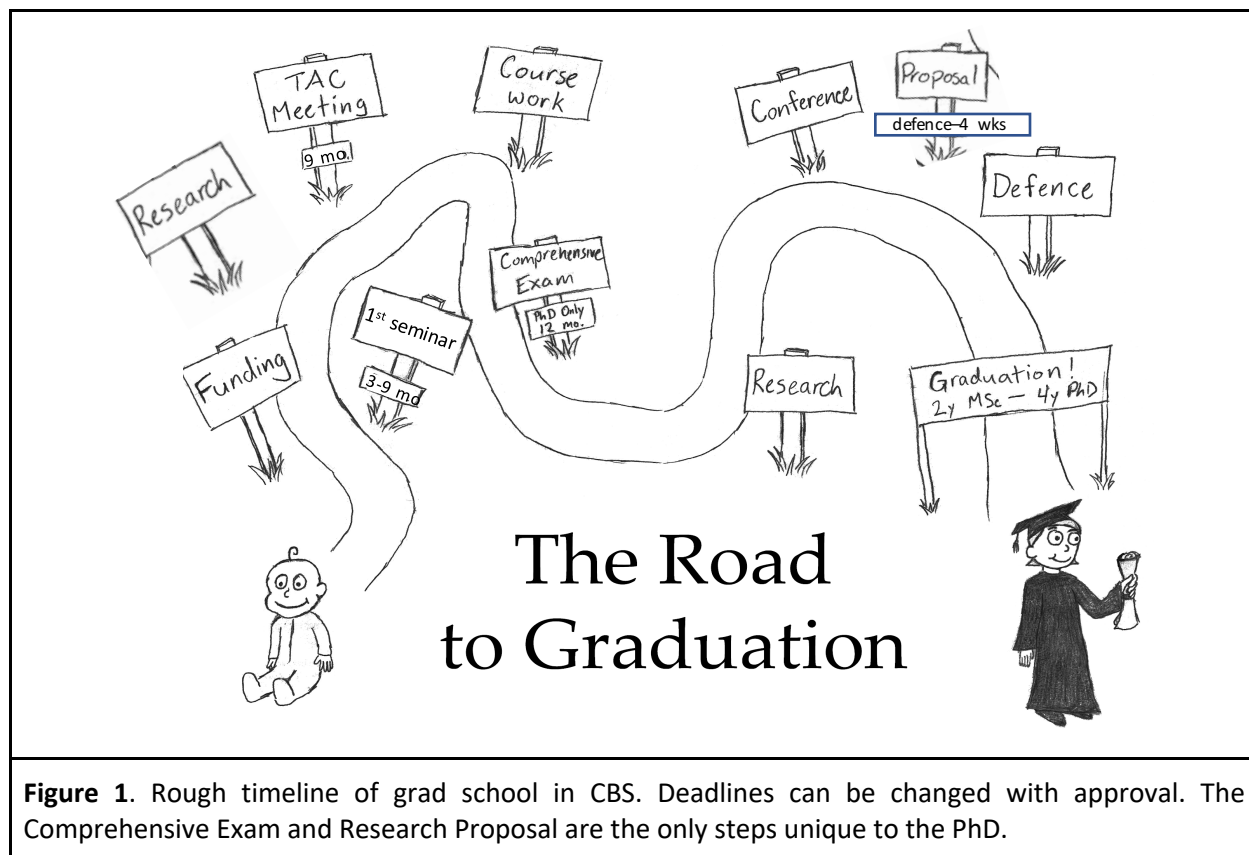 TAC
Meeting
9 mo.
Course
work
Conference
Proposal
defence–4 wks
Research
Defence
Comprehensive
Exam
PhD Only
12 mo.
1st seminar
3-9 mo
Funding
Research
Graduation!
2y MSc — 4y PhD
The Road
to Graduation
Figure 1. Rough timeline of grad school in CBS. Deadlines can be changed with approval. The
Comprehensive Exam and Research Proposal are the only steps unique to the PhD.